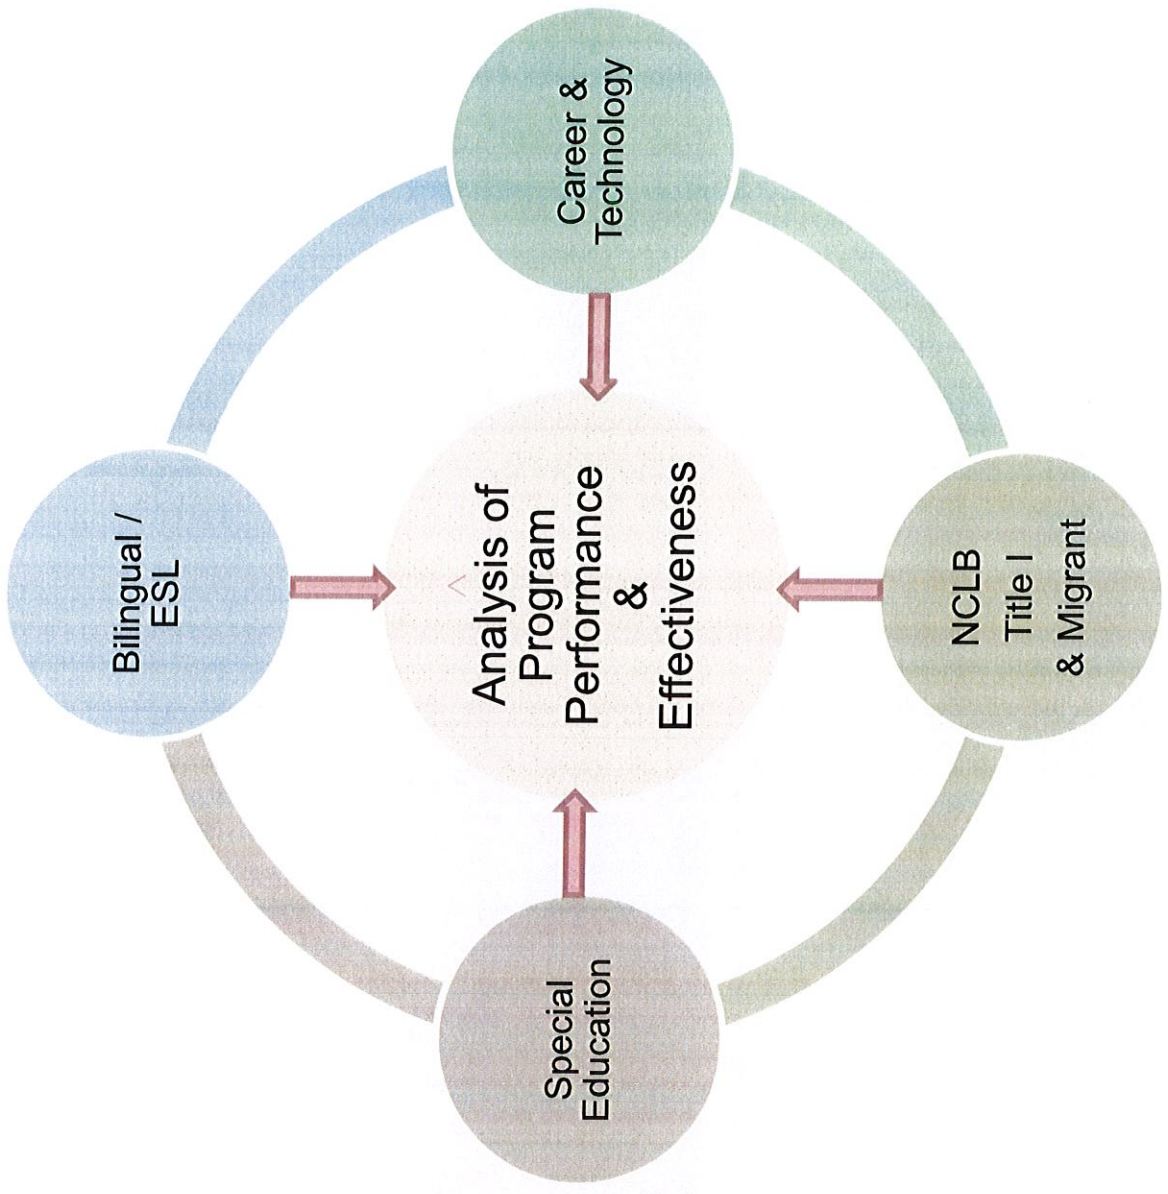 Bilingual /
ESL
Special
Education
Analysis of
Program
Performance
&
Effectiveness
Career &
Technology
NCLB
Title I
& Migrant